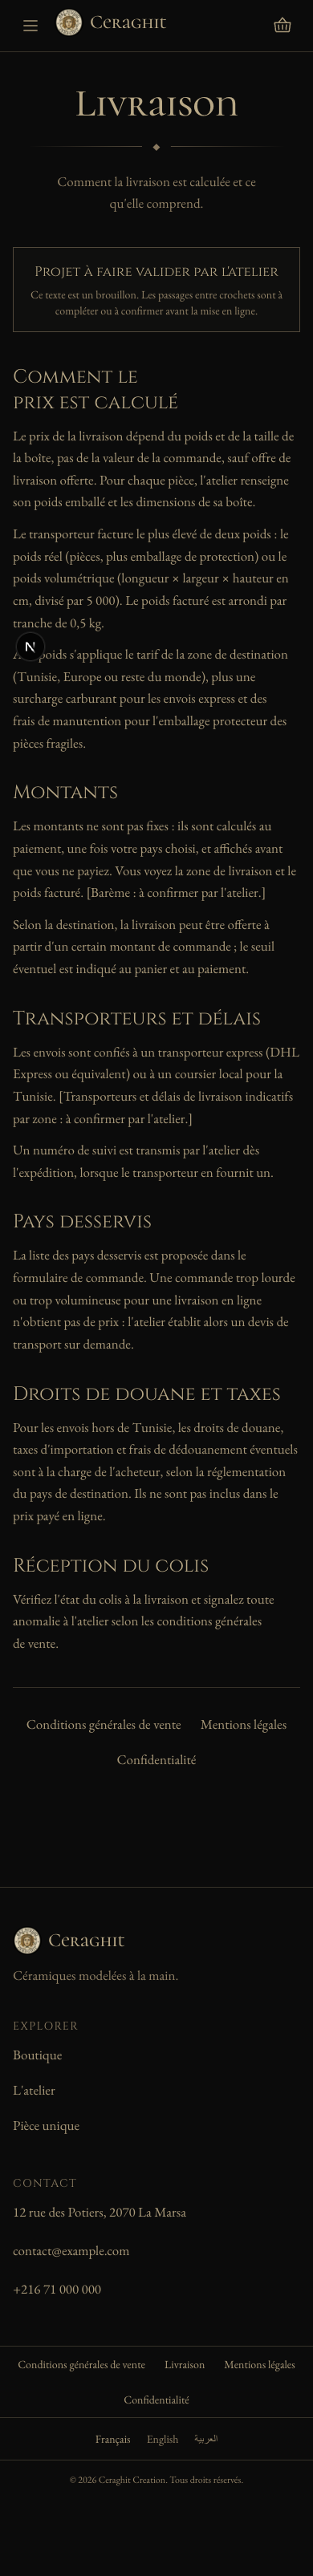 Ceraghit
Livraison
Comment la livraison est calculée et ce
qu'elle comprend.
Projet à faire valider par l'atelier
Ce texte est un brouillon. Les passages entre crochets sont à
compléter ou à confirmer avant la mise en ligne.
Comment le
prix est calculé
Le prix de la livraison dépend du poids et de la taille de
la boîte, pas de la valeur de la commande, sauf offre de
livraison offerte. Pour chaque pièce, l'atelier renseigne
son poids emballé et les dimensions de sa boîte.
Le transporteur facture le plus élevé de deux poids : le
poids réel (pièces, plus emballage de protection) ou le
poids volumétrique (longueur × largeur × hauteur en
cm, divisé par 5 000). Le poids facturé est arrondi par
tranche de 0,5 kg.
N
poids s'applique le tarif de la zone de destination
(Tunisie, Europe ou reste du monde), plus une
surcharge carburant pour les envois express et des
frais de manutention pour l'emballage protecteur des
pièces fragiles.
Montants
Les montants ne sont pas fixes : ils sont calculés au
paiement, une fois votre pays choisi, et affichés avant
que vous ne payiez. Vous voyez la zone de livraison et le
poids facturé. [Barème : à confirmer par l'atelier.]
Selon la destination, la livraison peut être offerte à
partir d'un certain montant de commande ; le seuil
éventuel est indiqué au panier et au paiement.
Transporteurs et délais
Les envois sont confiés à un transporteur express (DHL
Express ou équivalent) ou à un coursier local pour la
Tunisie. [Transporteurs et délais de livraison indicatifs
par zone : à confirmer par l'atelier.]
Un numéro de suivi est transmis par l'atelier dès
l'expédition, lorsque le transporteur en fournit un.
Pays desservis
La liste des pays desservis est proposée dans le
formulaire de commande. Une commande trop lourde
ou trop volumineuse pour une livraison en ligne
n'obtient pas de prix : l'atelier établit alors un devis de
transport sur demande.
Droits de douane et taxes
Pour les envois hors de Tunisie, les droits de douane,
taxes d'importation et frais de dédouanement éventuels
sont à la charge de l'acheteur, selon la réglementation
du pays de destination. Ils ne sont pas inclus dans le
prix payé en ligne.
Réception du colis
Vérifiez l'état du colis à la livraison et signalez toute
anomalie à l'atelier selon les conditions générales
de vente.
Conditions générales de vente Mentions légales
Confidentialité
Ceraghit
Céramiques modelées à la main.
EXPLORER
Boutique
L'atelier
Pièce unique
CONTACT
12 rue des Potiers, 2070 La Marsa
contact@example.com
+216 71 000 000
Conditions générales de vente Livraison Mentions légales
Confidentialité
Français English العربية
© 2026 Ceraghit Creation. Tous droits réservés.